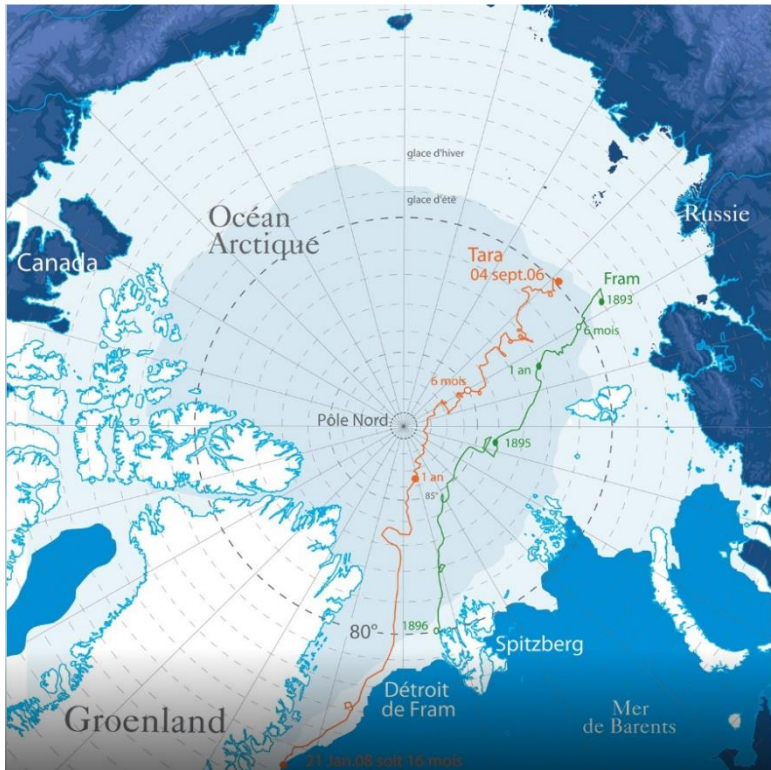 glace d'hiver
glace d'été
Océan
Arctique
Russie
Canada
Tara
04 sept.06
Fram
1893
6 mois
1 an
6 mois
Pôle Nord
1895
1 an
85°
1896
80°
Spitzberg
Détroit
de Fram
Groenland
Mer
de Barents
21 Jan.08 soit 16 mois